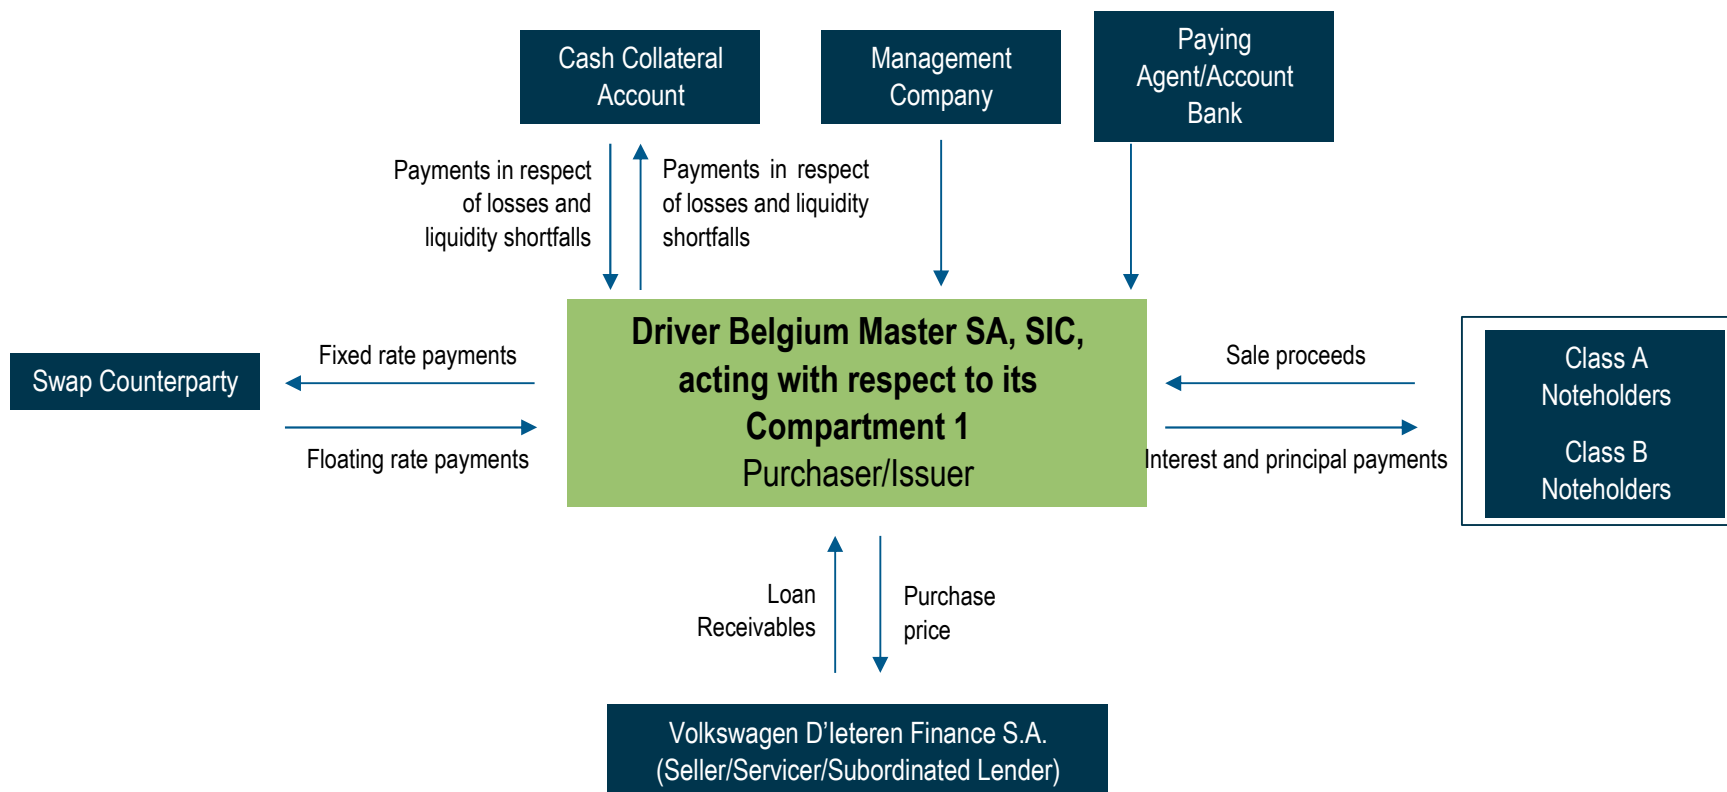 Cash Collateral
Account
Management
Company
Paying
Agent/Account
Bank
Payments in respect
of losses and
liquidity shortfalls
Payments in respect
of losses and liquidity
shortfalls
Driver Belgium Master SA, SIC,
acting with respect to its
Compartment 1
Purchaser/Issuer
Fixed rate payments
Swap Counterparty
Floating rate payments
Sale proceeds
Interest and principal payments
Class A
Noteholders
Class B
Noteholders
Loan
Receivables
Purchase
price
Volkswagen D’Ieteren Finance S.A.
(Seller/Servicer/Subordinated Lender)